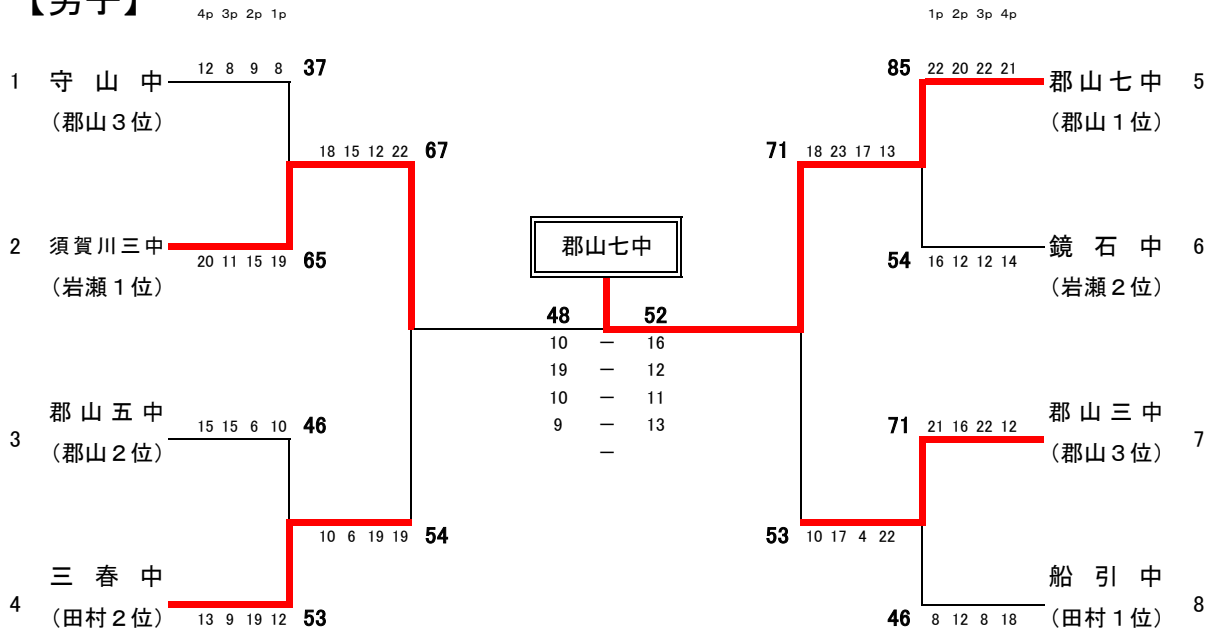 【男子】
4p 3p 2p 1p
1p 2p 3p 4p
1 守山中 12 8 9 8 37
(郡山3位)
85 22 20 22 21 郡山七中 5
(郡山1位)
18 15 12 22 67
71 18 23 17 13
2 須賀川三中 20 11 15 19 65
(岩瀬1位)
郡山七中
54 16 12 12 14 鏡石中 6
(岩瀬2位)
48 52
10 － 16
19 － 12
10 － 11
9 － 13
－
3 郡山五中 15 15 6 10 46
(郡山2位)
71 21 16 22 12 郡山三中 7
(郡山3位)
10 6 19 19 54
53 10 17 4 22
4 三春中
(田村2位) 13 9 19 12 53
船引中 8
46 8 12 8 18 (田村1位)